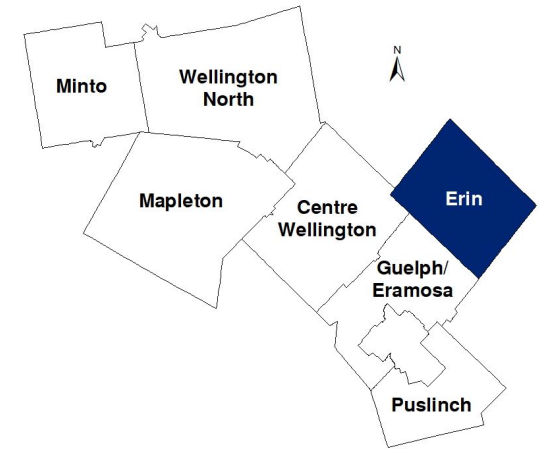 N
Minto
Wellington
North
Mapleton
Centre
Wellington
Erin
Guelph/
Eramosa
Puslinch